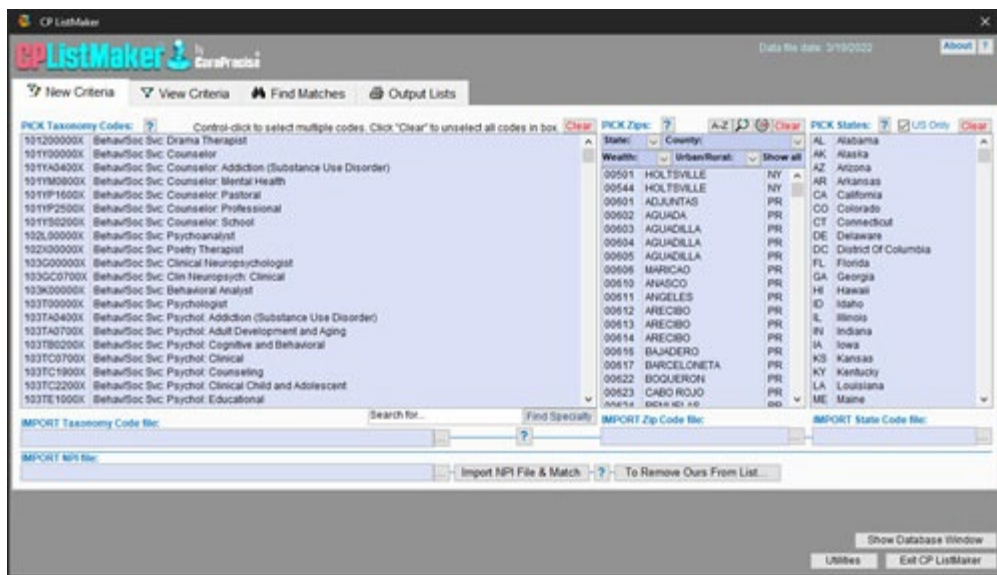 CP ListMaker
CPListMaker by CarePrecise
Data file date: 3/19/2022
About ?
New Criteria View Criteria Find Matches Output Lists
PICK Taxonomy Codes: ? Control-click to select multiple codes. Click "Clear" to unselect all codes in box. Clear
101200000X Behav/Soc Svc: Drama Therapist
101Y00000X Behav/Soc Svc: Counselor
101YA0400X Behav/Soc Svc: Counselor: Addiction (Substance Use Disorder)
101YM0800X Behav/Soc Svc: Counselor: Mental Health
101YP1600X Behav/Soc Svc: Counselor: Pastoral
101YP2500X Behav/Soc Svc: Counselor: Professional
101YS0200X Behav/Soc Svc: Counselor: School
102L00000X Behav/Soc Svc: Psychoanalyst
102X00000X Behav/Soc Svc: Poetry Therapist
103G00000X Behav/Soc Svc: Clinical Neuropsychologist
103GC0700X Behav/Soc Svc: Clin Neuropsych: Clinical
103K00000X Behav/Soc Svc: Behavioral Analyst
103T00000X Behav/Soc Svc: Psychologist
103TA0400X Behav/Soc Svc: Psychol: Addiction (Substance Use Disorder)
103TA0700X Behav/Soc Svc: Psychol: Adult Development and Aging
103TB0200X Behav/Soc Svc: Psychol: Cognitive and Behavioral
103TC0700X Behav/Soc Svc: Psychol: Clinical
103TC1900X Behav/Soc Svc: Psychol: Counseling
103TC2200X Behav/Soc Svc: Psychol: Clinical Child and Adolescent
103TE1000X Behav/Soc Svc: Psychol: Educational
Search for... Find Specialty
PICK Zips: ? A-Z Clear
State: County:
Wealth: Urban/Rural: Show all
00501 HOLTSVILLE NY
00544 HOLTSVILLE NY
00601 ADJUNTAS PR
00602 AGUADA PR
00603 AGUADILLA PR
00604 AGUADILLA PR
00605 AGUADILLA PR
00606 MARICAO PR
00610 ANASCO PR
00611 ANGELES PR
00612 ARECIBO PR
00613 ARECIBO PR
00614 ARECIBO PR
00616 BAJADERO PR
00617 BARCELONETA PR
00622 BOQUERON PR
00623 CABO ROJO PR
PICK States: ? US Only Clear
AL Alabama
AK Alaska
AZ Arizona
AR Arkansas
CA California
CO Colorado
CT Connecticut
DE Delaware
DC District Of Columbia
FL Florida
GA Georgia
HI Hawaii
ID Idaho
IL Illinois
IN Indiana
IA Iowa
KS Kansas
KY Kentucky
LA Louisiana
ME Maine
IMPORT Taxonomy Code file: ... ?
IMPORT Zip Code file: ...
IMPORT State Code file: ...
IMPORT NPI file:
... Import NPI File & Match ? To Remove Ours From List...
Show Database Window
Utilities Exit CP ListMaker